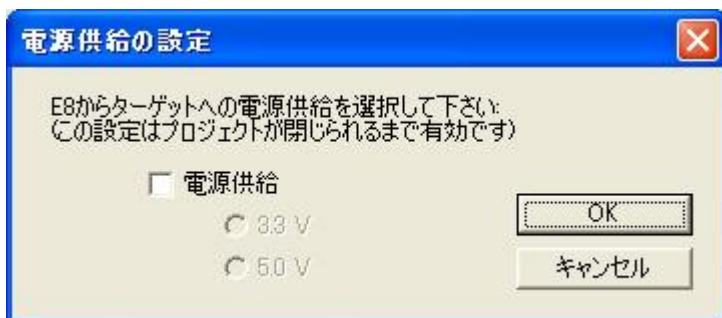 電源供給の設定
E8からターゲットへの電源供給を選択して下さい:
(この設定はプロジェクトが閉じられるまで有効です)
電源供給
3.3 V
5.0 V
OK
キャンセル